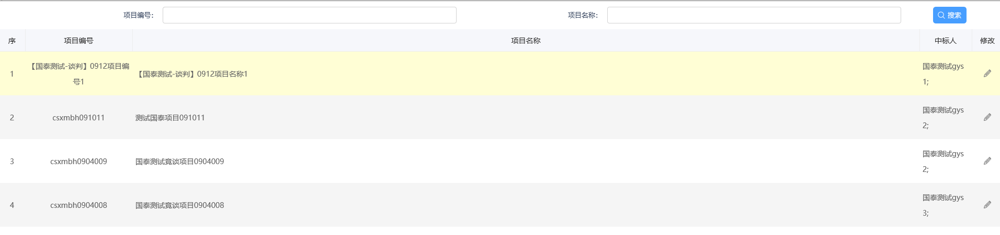 项目编号：
项目名称：
搜索
序
项目编号
项目名称
中标人
修改
1
【国泰测试-谈判】0912项目编
号1
【国泰测试-谈判】0912项目名称1
国泰测试gys
1;
2
csxmbh091011
测试国泰项目091011
国泰测试gys
2;
3
csxmbh0904009
国泰测试竟谈项目0904009
国泰测试gys
2;
4
csxmbh0904008
国泰测试竟谈项目0904008
国泰测试gys
3;